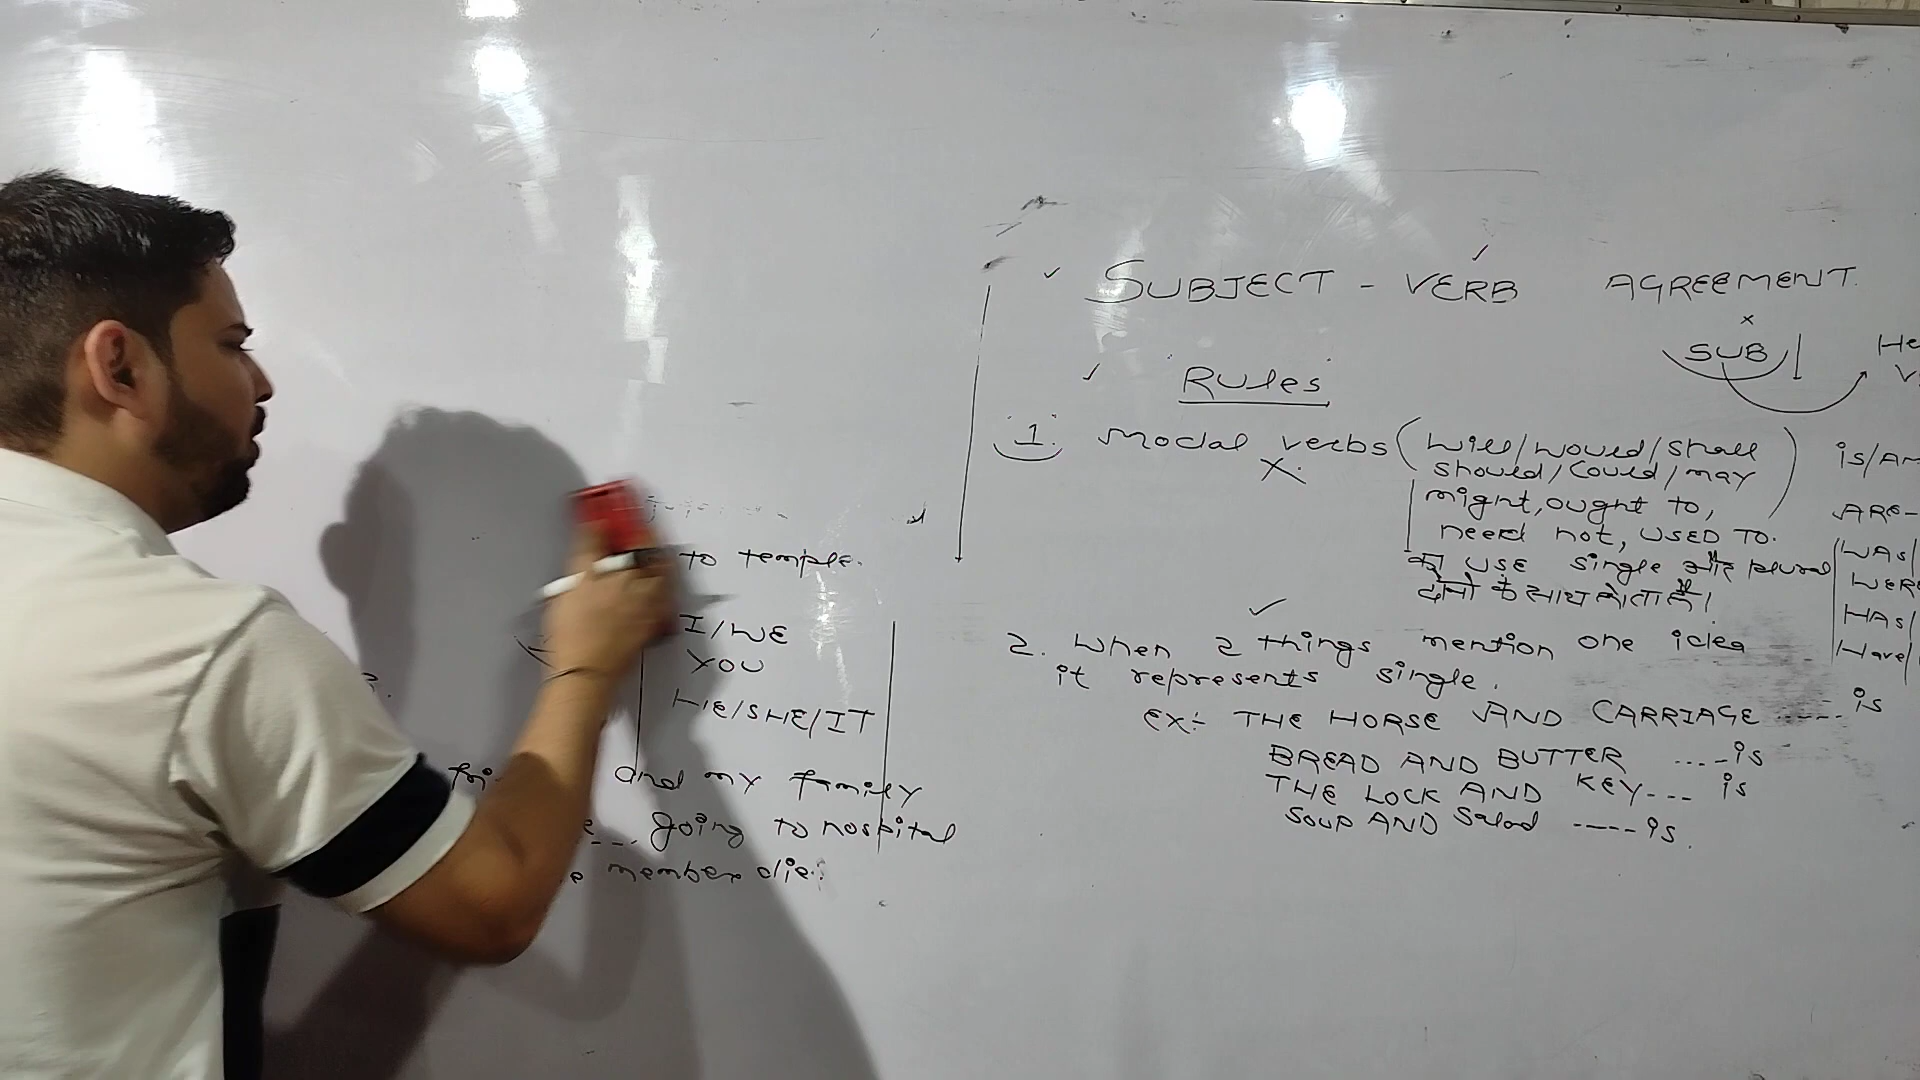 to temple.
I/WE
YOU
HE/SHE/IT
and my family
going to hospital
member die.
SUBJECT - VERB AGREEMENT.
SUB
He
Rules
1. Modal verbs (will/would/shall
should/could/may
might, ought to,
need not, USED TO.
का use single और plural
दोनो के साथ होता है।
is/AM
ARE-
WAS/
WERE
HAS/
Have/
2. When 2 things mention one idea
it represents single.
EX:- THE HORSE AND CARRIAGE ----- is
BREAD AND BUTTER ---- is
THE LOCK AND KEY --- is
SOUP AND Salad ----- is.